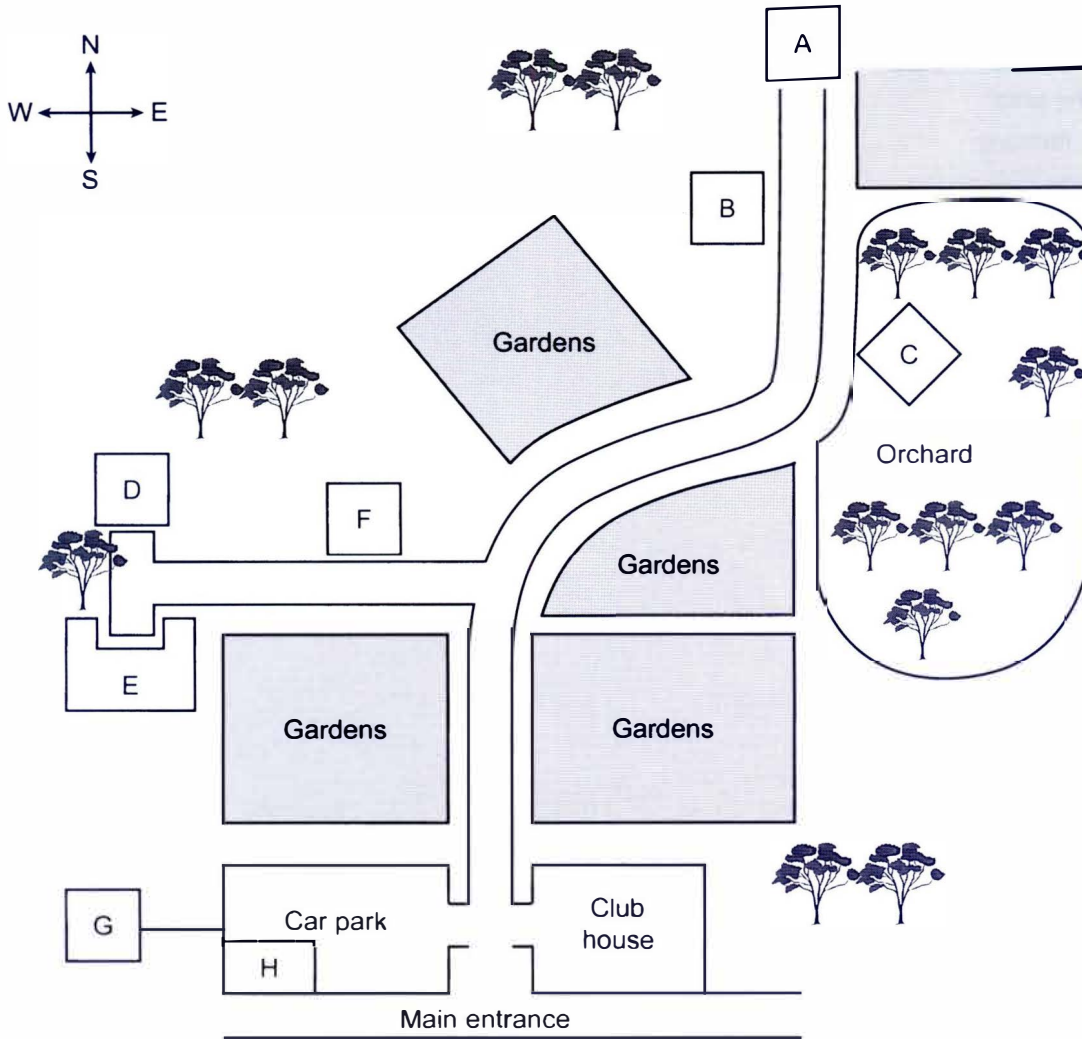 A
N
W E
S
B
Gardens
C
Orchard
D
F
Gardens
E
Gardens
Gardens
G
Car park
Club
house
H
Main entrance